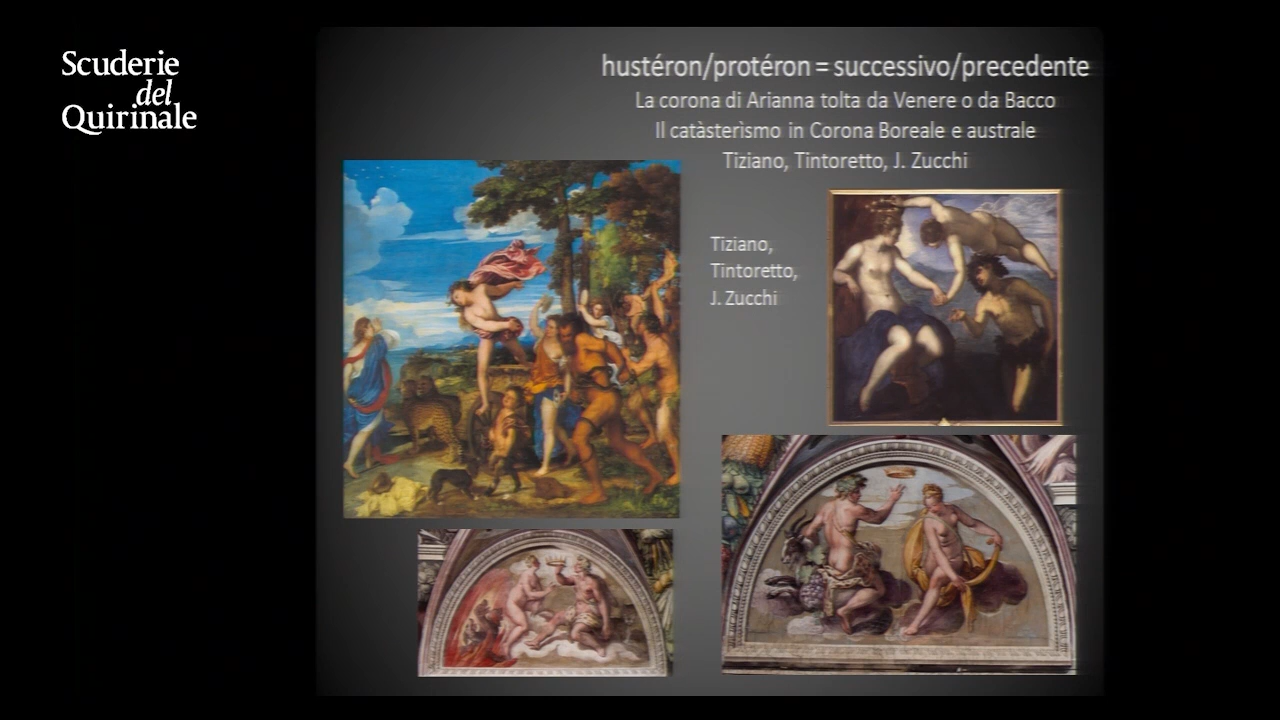 Scuderie
del
Quirinale
hustéron/protéron = successivo/precedente
La corona di Arianna tolta da Venere o da Bacco
Il catàsterìsmo in Corona Boreale e australe
Tiziano, Tintoretto, J. Zucchi
Tiziano,
Tintoretto,
J. Zucchi